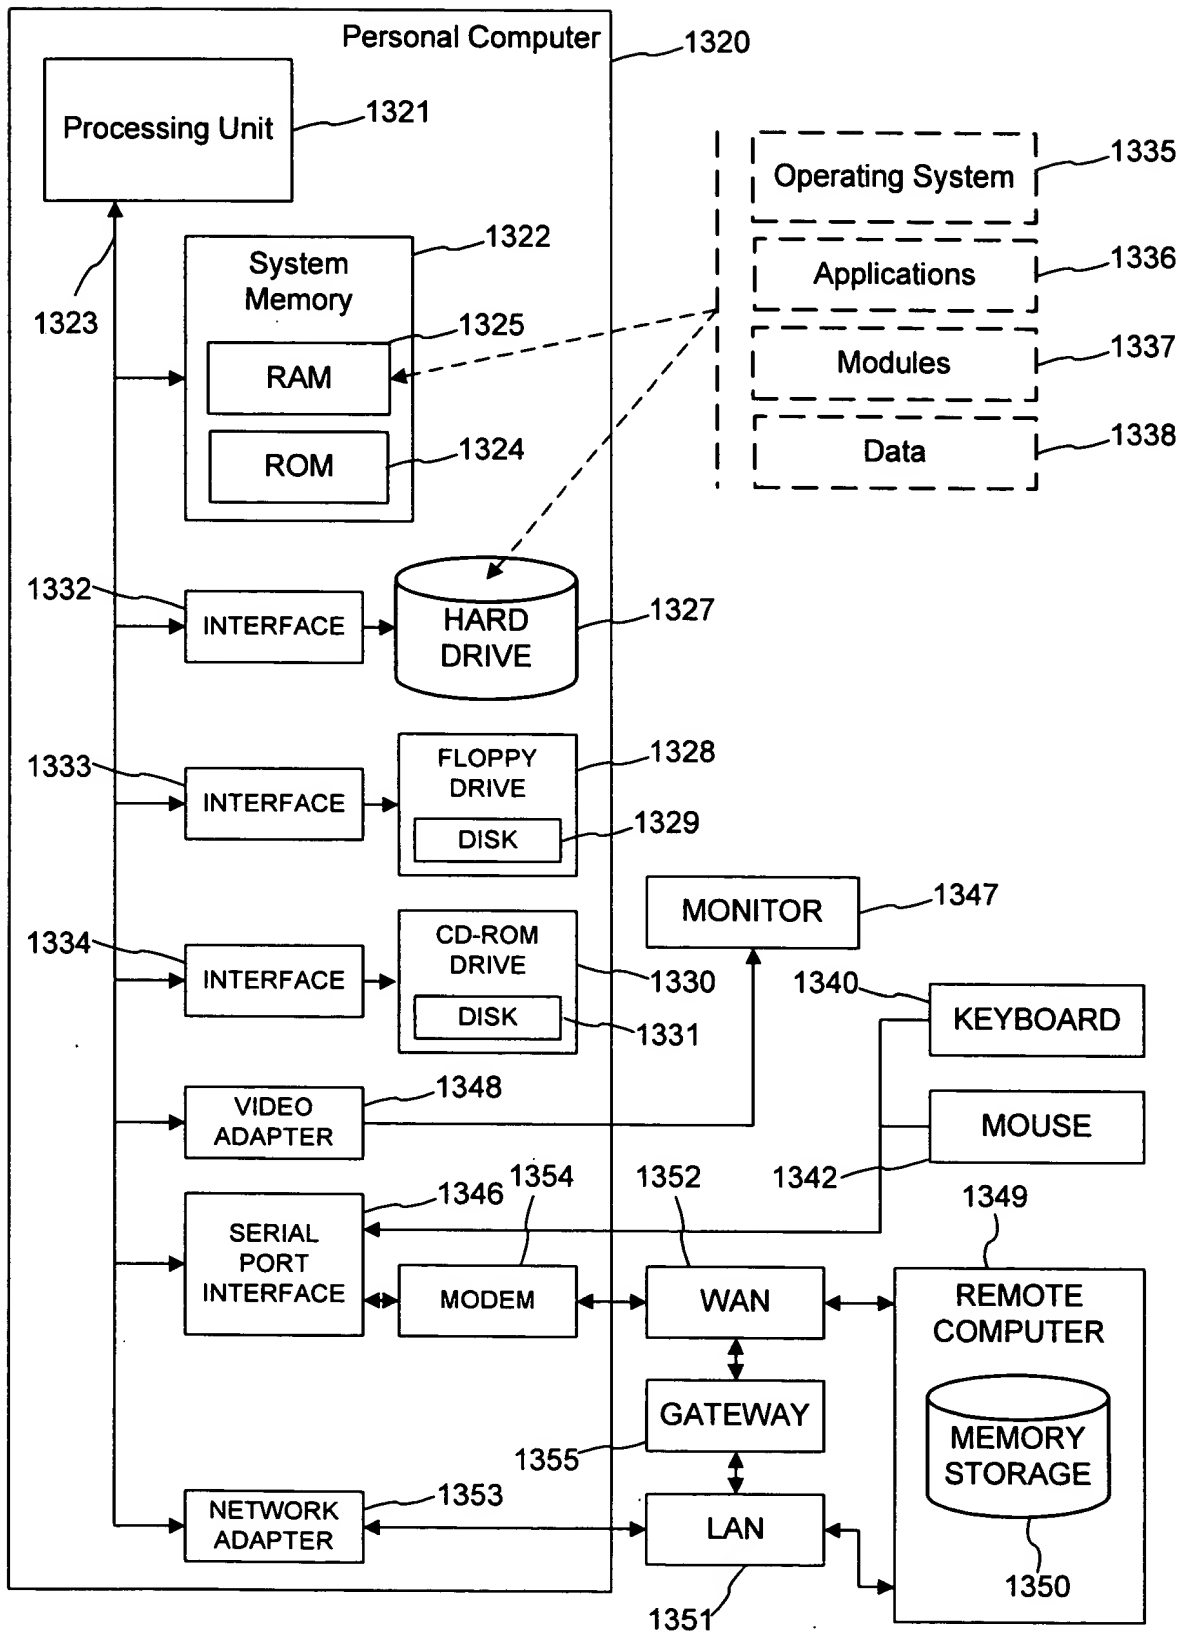 Personal Computer
1320
Processing Unit
1321
1323
System
Memory
1322
RAM
1325
ROM
1324
Operating System
1335
Applications
1336
Modules
1337
Data
1338
1332
INTERFACE
HARD
DRIVE
1327
1333
INTERFACE
FLOPPY
DRIVE
1328
DISK
1329
1334
INTERFACE
CD-ROM
DRIVE
1330
DISK
1331
MONITOR
1347
1340
KEYBOARD
MOUSE
1342
VIDEO
ADAPTER
1348
SERIAL
PORT
INTERFACE
1346
1354
MODEM
1352
WAN
1349
REMOTE
COMPUTER
GATEWAY
1355
MEMORY
STORAGE
1350
NETWORK
ADAPTER
1353
LAN
1351